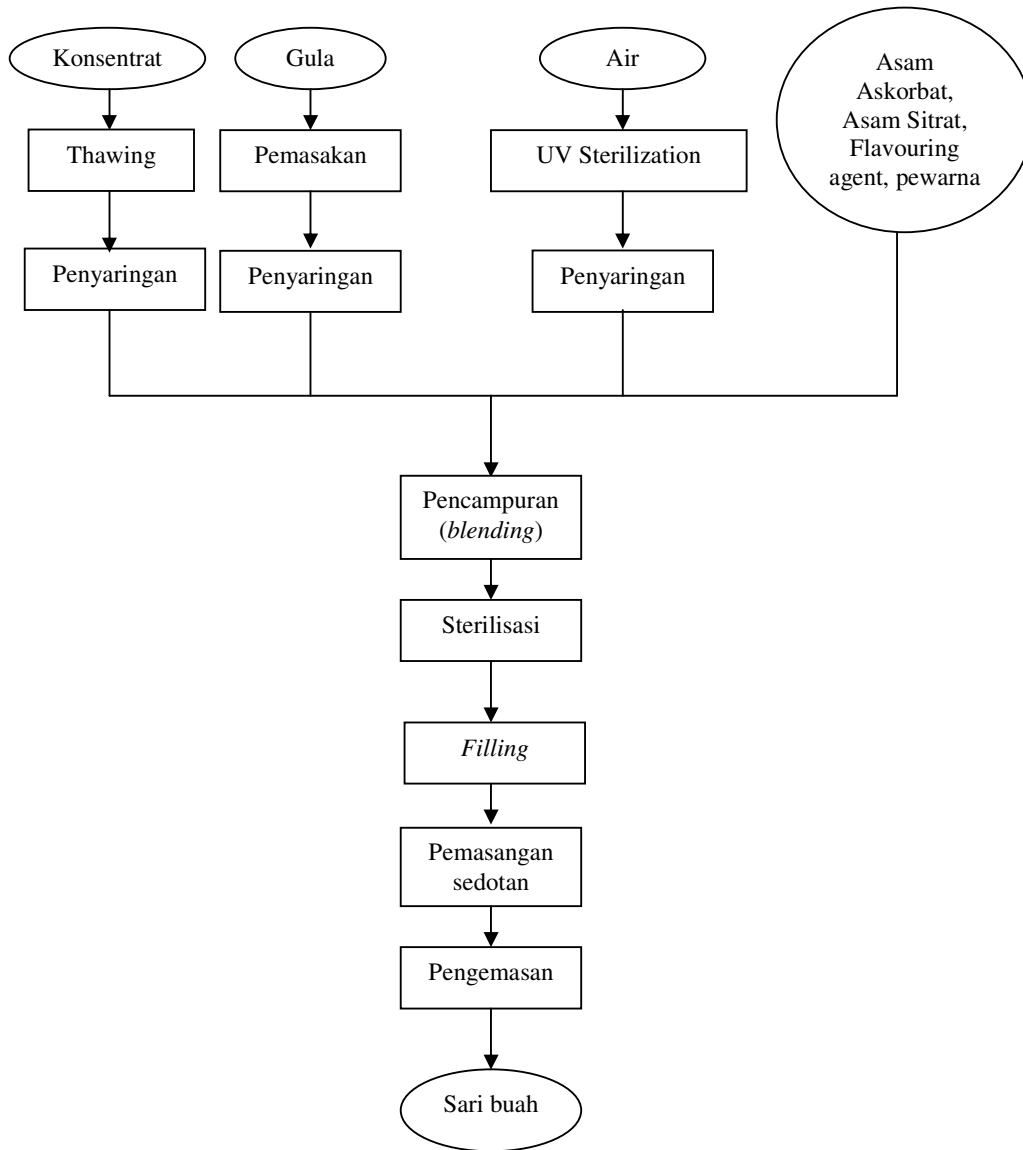 Konsentrat
Gula
Air
Asam
Askorbat,
Asam Sitrat,
Flavouring
agent, pewarna
Thawing
Pemasakan
UV Sterilization
Penyaringan
Penyaringan
Penyaringan
Pencampuran
(blending)
Sterilisasi
Filling
Pemasangan
sedotan
Pengemasan
Sari buah